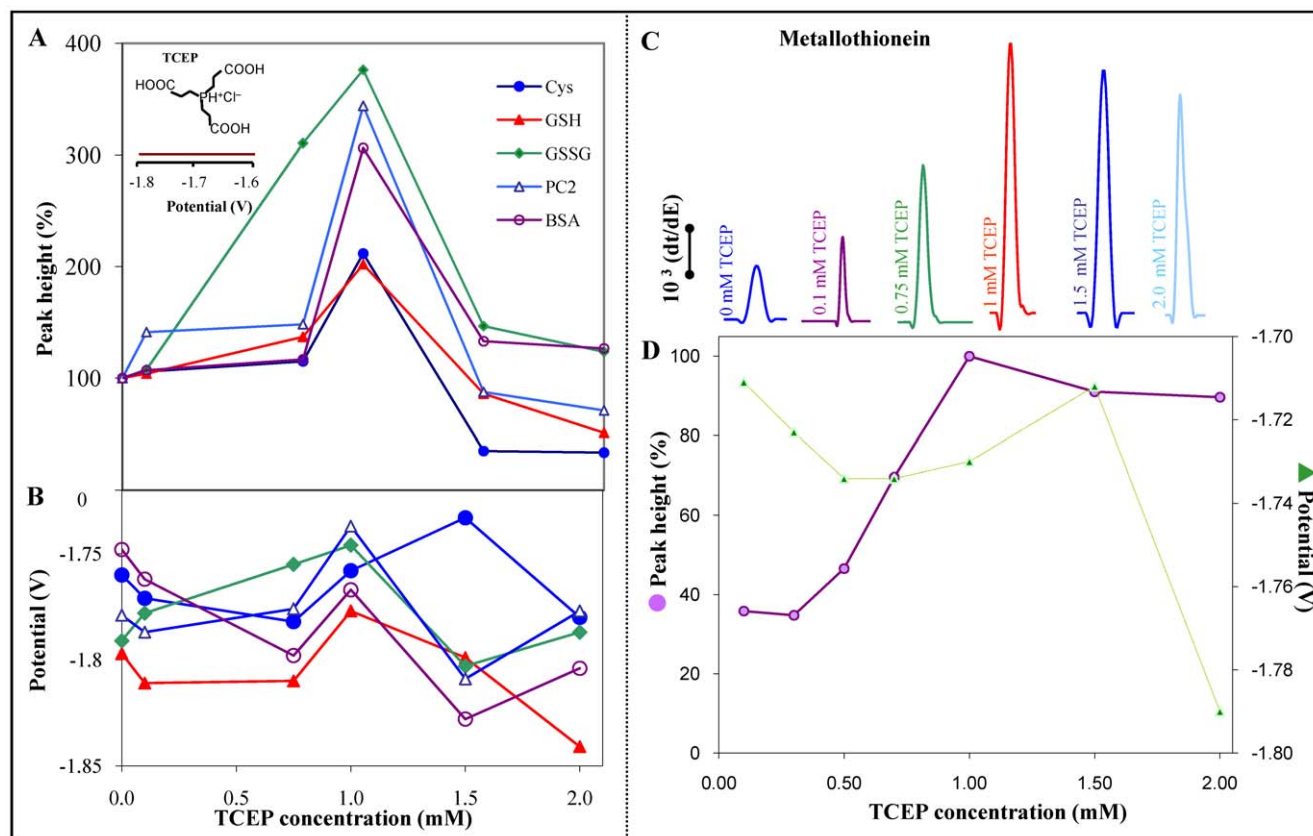 A
400
300
200
100
0
Peak height (%)
TCEP
COOH
HOOC
PH⁺Cl⁻
COOH
-1.8
-1.7
-1.6
Potential (V)
Cys
GSH
GSSG
PC2
BSA
B
-1.75
-1.8
-1.85
Potential (V)
0.0
0.5
1.0
1.5
2.0
TCEP concentration (mM)
C
Metallothionein
10³ (dt/dE)
0 mM TCEP
0.1 mM TCEP
0.75 mM TCEP
1 mM TCEP
1.5 mM TCEP
2.0 mM TCEP
D
100
80
60
40
20
0
Peak height (%)
-1.70
-1.72
-1.74
-1.76
-1.78
-1.80
Potential (V)
0.00
0.50
1.00
1.50
2.00
TCEP concentration (mM)